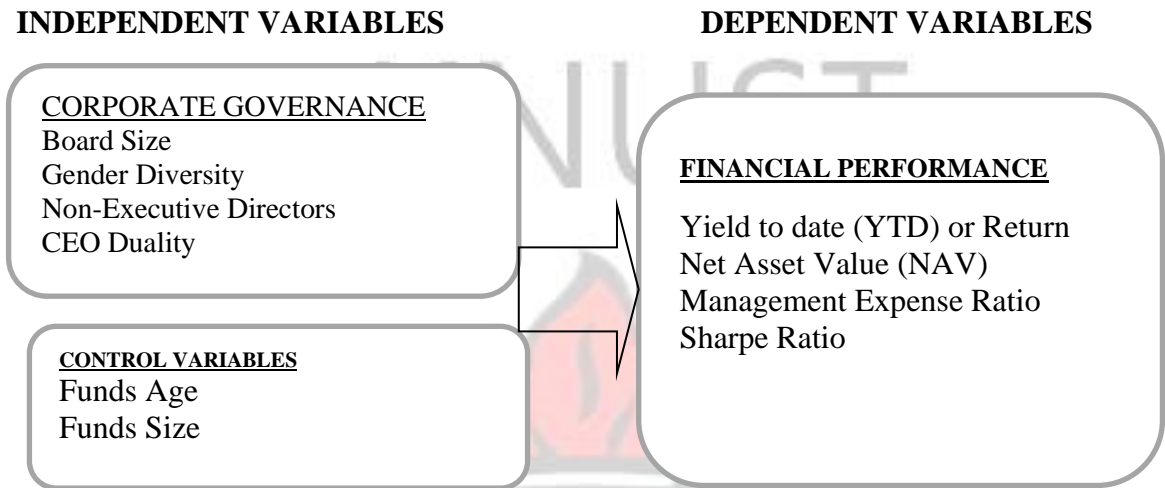 INDEPENDENT VARIABLES
DEPENDENT VARIABLES
CORPORATE GOVERNANCE
Board Size
Gender Diversity
Non-Executive Directors
CEO Duality
CONTROL VARIABLES
Funds Age
Funds Size
FINANCIAL PERFORMANCE
Yield to date (YTD) or Return
Net Asset Value (NAV)
Management Expense Ratio
Sharpe Ratio